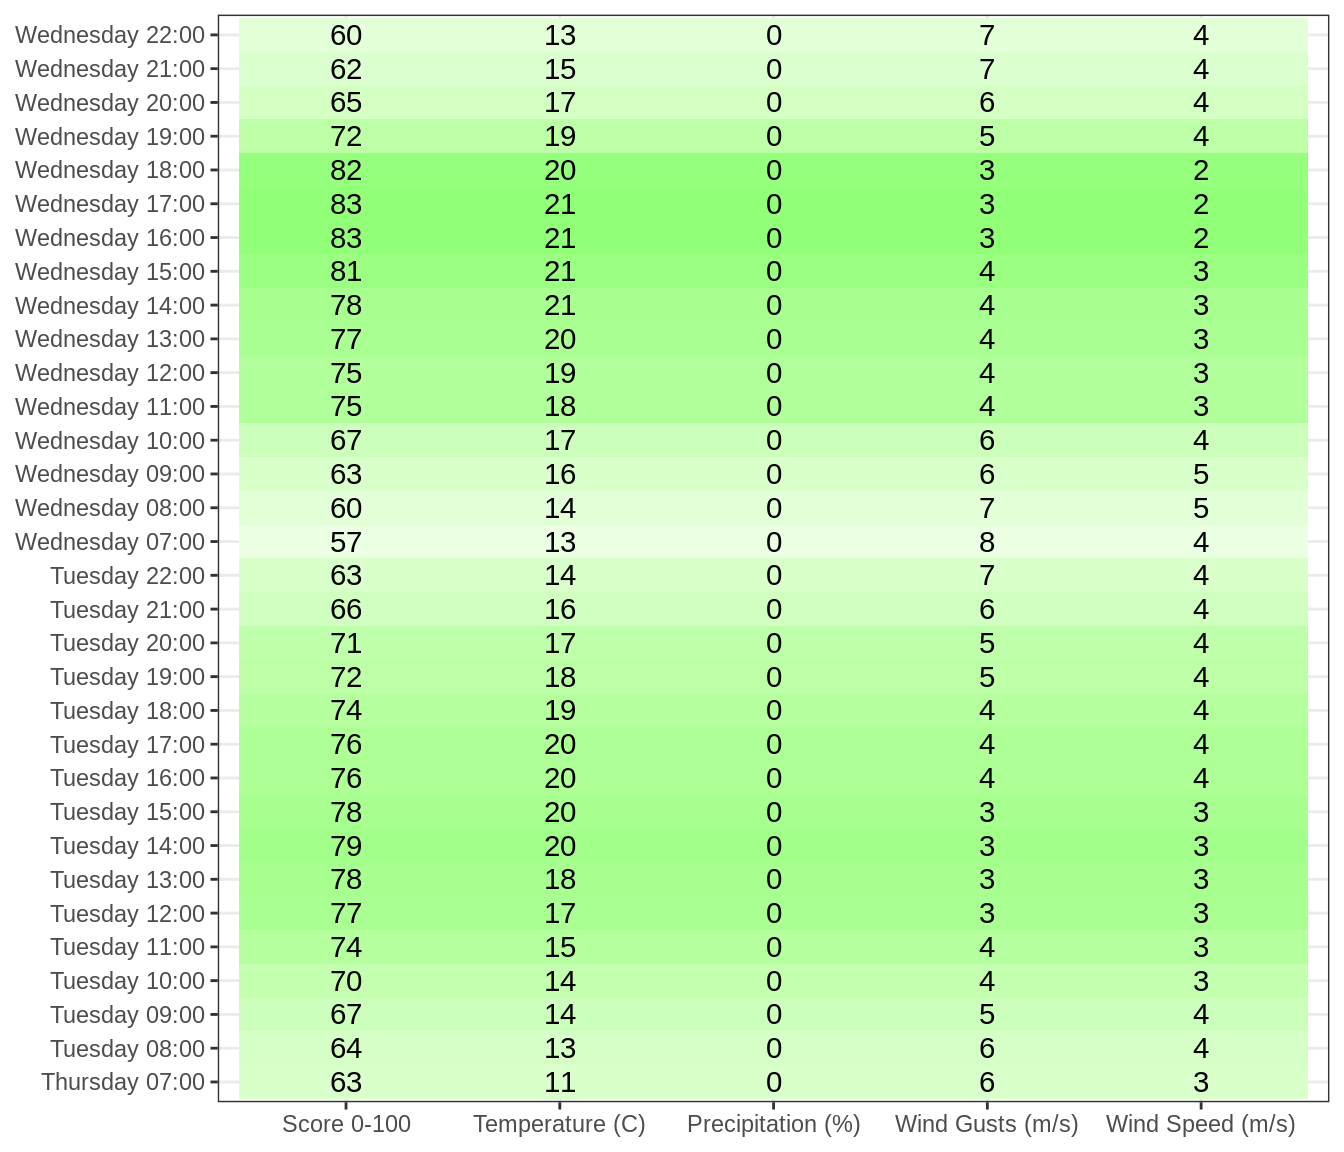 Wednesday 22:00 60 13 0 7 4
Wednesday 21:00 62 15 0 7 4
Wednesday 20:00 65 17 0 6 4
Wednesday 19:00 72 19 0 5 4
Wednesday 18:00 82 20 0 3 2
Wednesday 17:00 83 21 0 3 2
Wednesday 16:00 83 21 0 3 2
Wednesday 15:00 81 21 0 4 3
Wednesday 14:00 78 21 0 4 3
Wednesday 13:00 77 20 0 4 3
Wednesday 12:00 75 19 0 4 3
Wednesday 11:00 75 18 0 4 3
Wednesday 10:00 67 17 0 6 4
Wednesday 09:00 63 16 0 6 5
Wednesday 08:00 60 14 0 7 5
Wednesday 07:00 57 13 0 8 4
Tuesday 22:00 63 14 0 7 4
Tuesday 21:00 66 16 0 6 4
Tuesday 20:00 71 17 0 5 4
Tuesday 19:00 72 18 0 5 4
Tuesday 18:00 74 19 0 4 4
Tuesday 17:00 76 20 0 4 4
Tuesday 16:00 76 20 0 4 4
Tuesday 15:00 78 20 0 3 3
Tuesday 14:00 79 20 0 3 3
Tuesday 13:00 78 18 0 3 3
Tuesday 12:00 77 17 0 3 3
Tuesday 11:00 74 15 0 4 3
Tuesday 10:00 70 14 0 4 3
Tuesday 09:00 67 14 0 5 4
Tuesday 08:00 64 13 0 6 4
Thursday 07:00 63 11 0 6 3
Score 0-100 Temperature (C) Precipitation (%) Wind Gusts (m/s) Wind Speed (m/s)